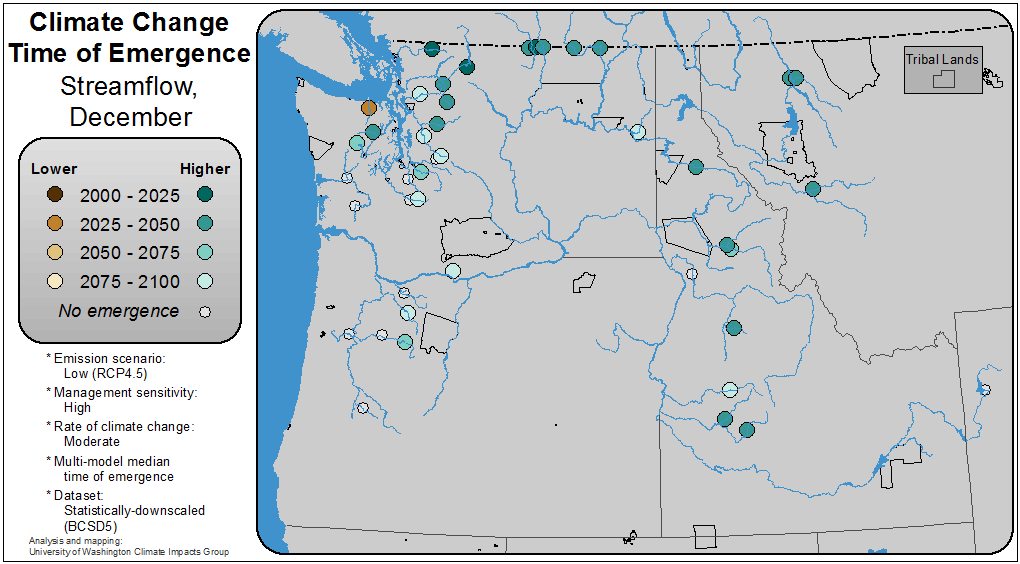 Climate Change
Time of Emergence
Streamflow,
December
Lower Higher
2000 - 2025
2025 - 2050
2050 - 2075
2075 - 2100
No emergence
* Emission scenario:
Low (RCP4.5)
* Management sensitivity:
High
* Rate of climate change:
Moderate
* Multi-model median
time of emergence
* Dataset:
Statistically-downscaled
(BCSD5)
Analysis and mapping:
University of Washington Climate Impacts Group
Tribal Lands